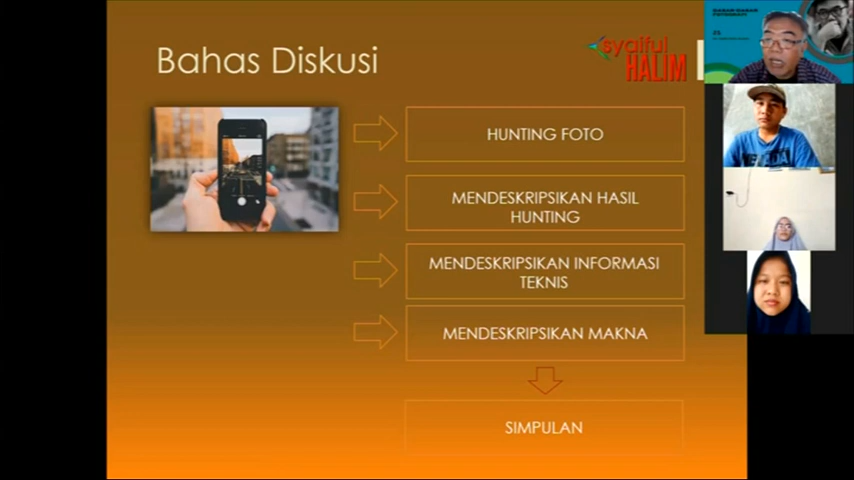 Bahas Diskusi
syaiful
HALIM
HUNTING FOTO
MENDESKRIPSIKAN HASIL
HUNTING
MENDESKRIPSIKAN INFORMASI
TEKNIS
MENDESKRIPSIKAN MAKNA
SIMPULAN